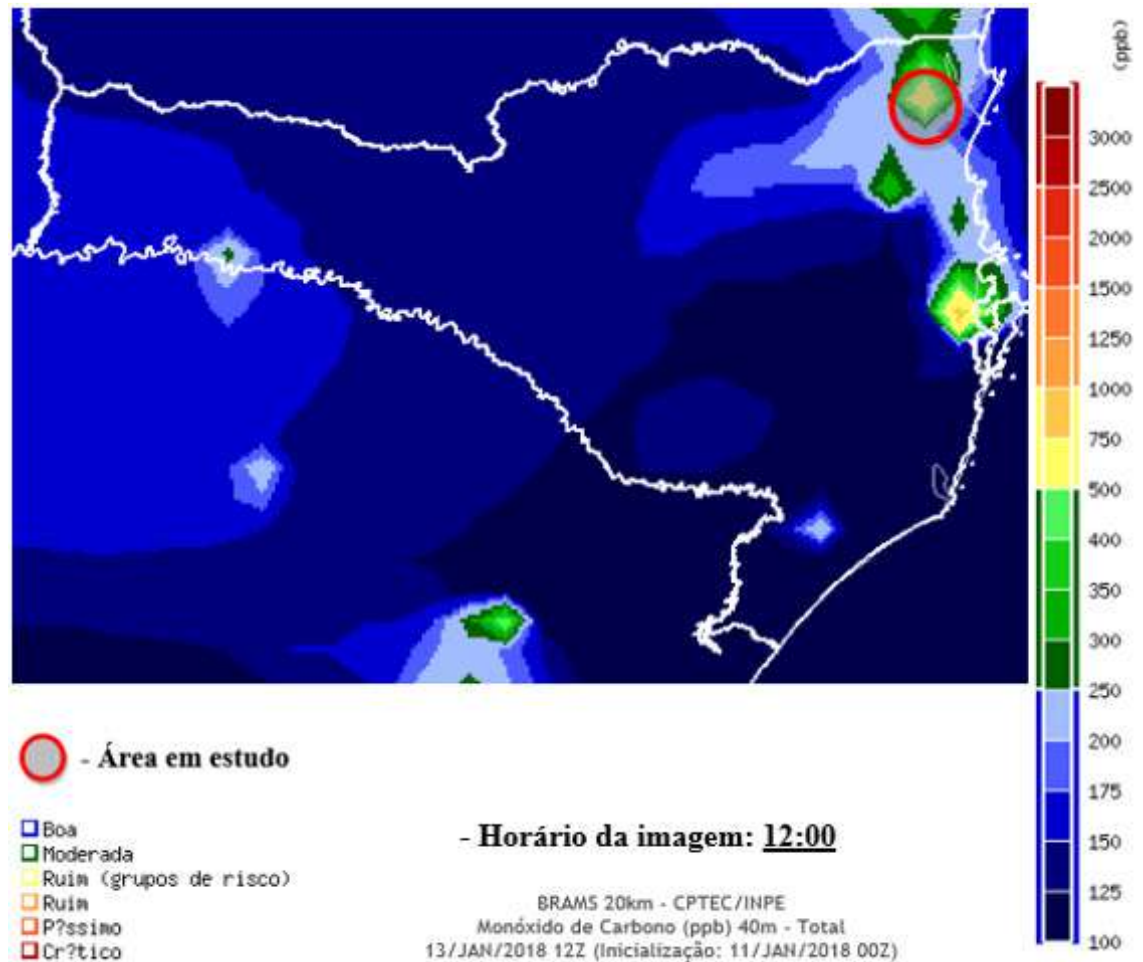 (ppb)
3000
2500
2000
1500
1250
1000
750
500
400
350
300
250
200
175
150
125
100
- Área em estudo
Boa
Moderada
Ruim (grupos de risco)
Ruim
P?ssimo
Cr?tico
- Horário da imagem: 12:00
BRAMS 20km - CPTEC/INPE
Monóxido de Carbono (ppb) 40m - Total
13/JAN/2018 12Z (Inicialização: 11/JAN/2018 00Z)